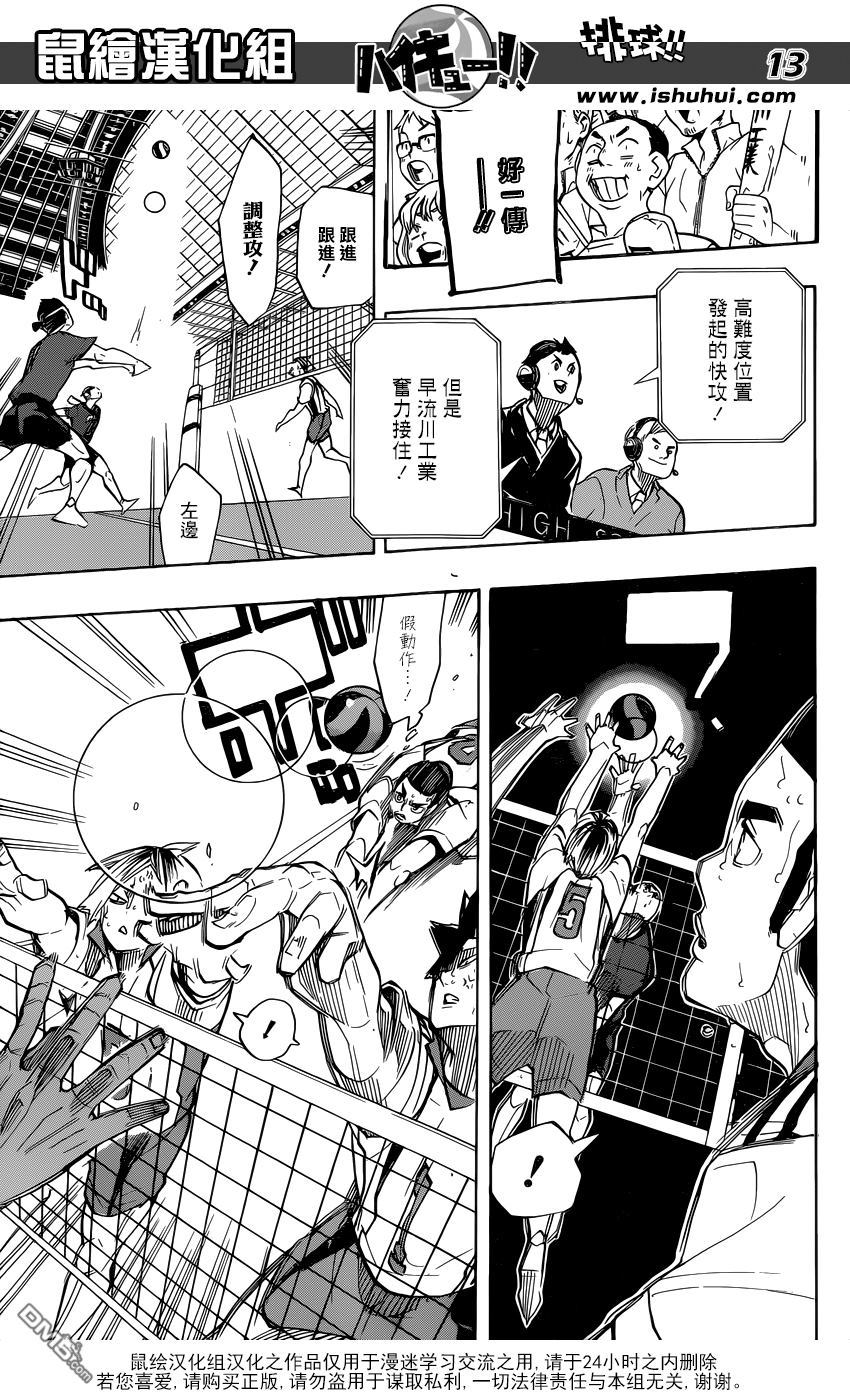 鼠繪漢化組
ハイキュー!!
排球!!
13
www.ishuhui.com
好一傳
——!!
工業
高難度位置
發起的快攻！
但是
早流川工業
奮力接住！
HIGH
跟進！
跟進！
調整攻！
左邊
5
！
假動作…！
！
DM5.com
鼠绘汉化组汉化之作品仅用于漫迷学习交流之用, 请于24小时之内删除
若您喜爱, 请购买正版, 请勿盗用于谋取私利, 一切法律责任与本组无关, 谢谢。